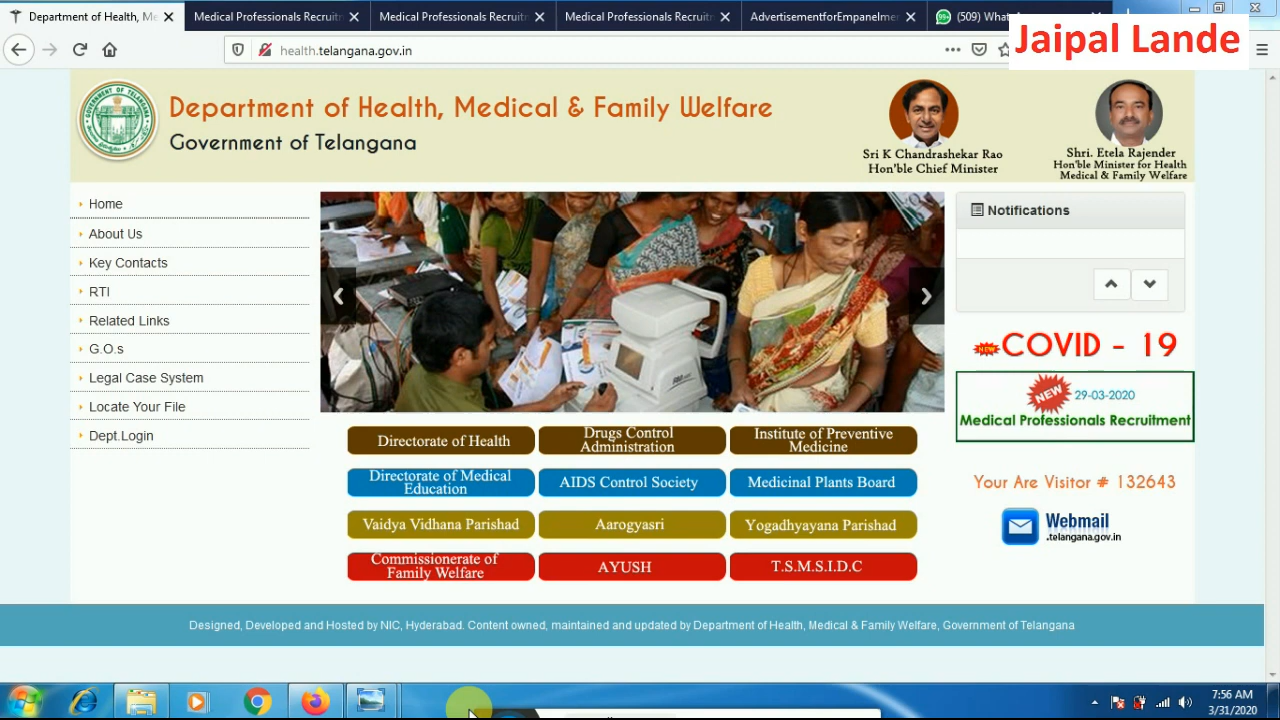 Department of Health, Me
Medical Professionals Recruitm
Medical Professionals Recruitm
Medical Professionals Recruitm
AdvertisementforEmpanelme
(509) What
Jaipal Lande
health.telangana.gov.in
Department of Health, Medical & Family Welfare
Government of Telangana
Sri K Chandrashekar Rao
Hon'ble Chief Minister
Shri. Etela Rajender
Hon'ble Minister for Health
Medical & Family Welfare
Home
About Us
Key Contacts
RTI
Related Links
G.O.s
Legal Case System
Locate Your File
Dept.Login
Notifications
NEW
COVID - 19
NEW
29-03-2020
Medical Professionals Recruitment
Your Are Visitor # 132643
Webmail
.telangana.gov.in
Directorate of Health
Drugs Control
Administration
Institute of Preventive
Medicine
Directorate of Medical
Education
AIDS Control Society
Medicinal Plants Board
Vaidya Vidhana Parishad
Aarogyasri
Yogadhyayana Parishad
Commissionerate of
Family Welfare
AYUSH
T.S.M.S.I.D.C
Designed, Developed and Hosted by NIC, Hyderabad. Content owned, maintained and updated by Department of Health, Medical & Family Welfare, Government of Telangana
7:56 AM
3/31/2020